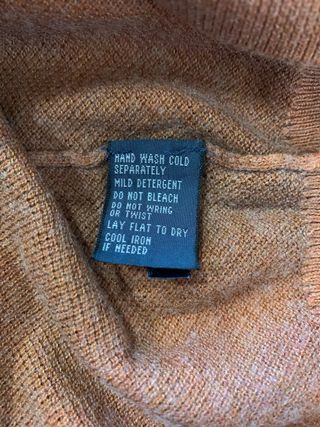 HAND WASH COLD
SEPARATELY
MILD DETERGENT
DO NOT BLEACH
DO NOT WRING
OR TWIST
LAY FLAT TO DRY
COOL IRON
IF NEEDED